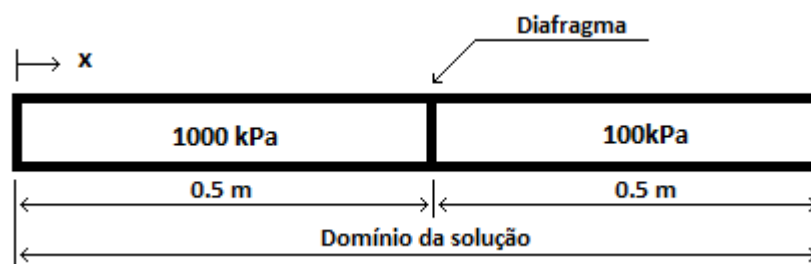 Diafragma
x
1000 kPa
100kPa
0.5 m
0.5 m
Domínio da solução